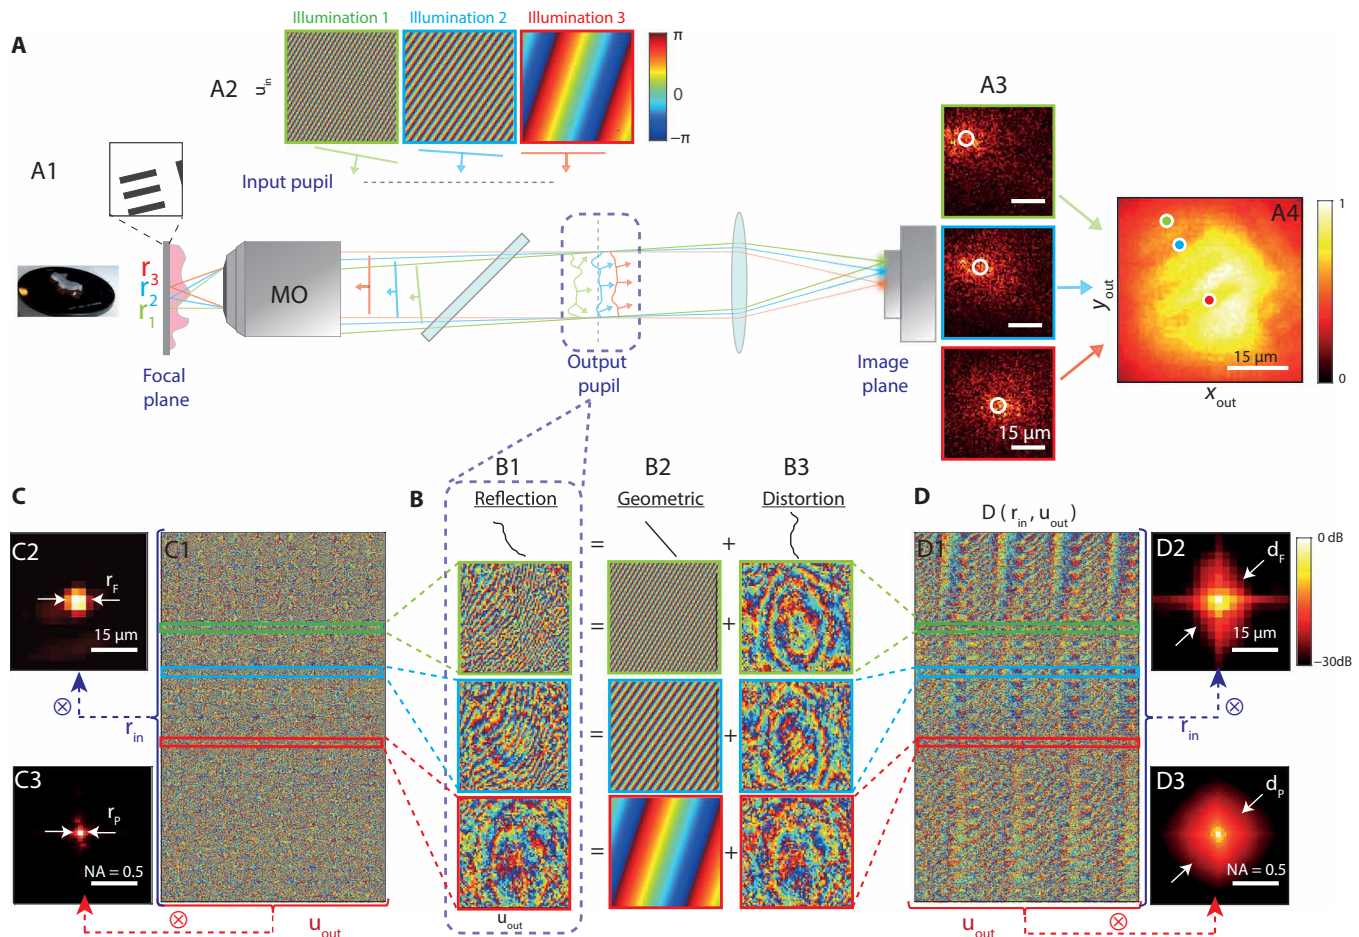 A
Illumination 1
Illumination 2
Illumination 3
A2
u_in
π
0
−π
A3
A1
Input pupil
A4
1
0
r_3
r_2
r_1
MO
Focal
plane
Output
pupil
Image
plane
15 μm
y_out
15 μm
x_out
C
B
B1
B2
B3
D
Reflection
Geometric
Distortion
D ( r_in , u_out )
= +
C2
C1
r_F
15 μm
D1
D2
d_F
15 μm
0 dB
−30dB
= +
⊗
r_in
= +
⊗
r_in
C3
r_P
NA = 0.5
= +
D3
d_P
NA = 0.5
⊗
u_out
u_out
u_out
⊗